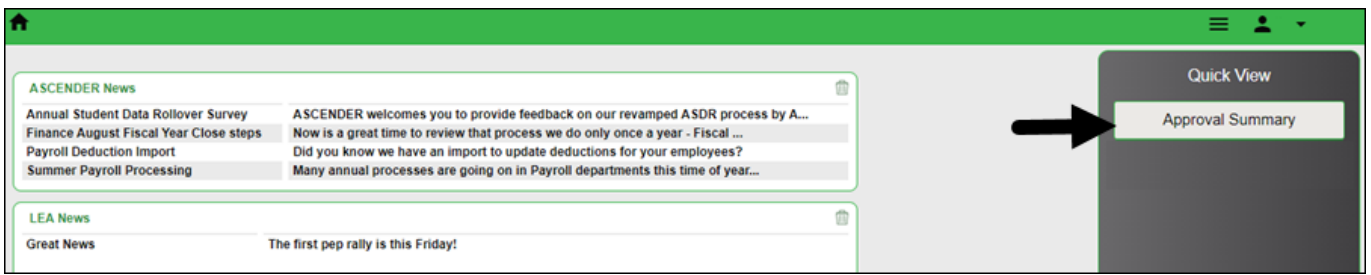 ASCENDER News
Annual Student Data Rollover Survey ASCENDER welcomes you to provide feedback on our revamped ASDR process by A...
Finance August Fiscal Year Close steps Now is a great time to review that process we do only once a year - Fiscal ...
Payroll Deduction Import Did you know we have an import to update deductions for your employees?
Summer Payroll Processing Many annual processes are going on in Payroll departments this time of year...
LEA News
Great News The first pep rally is this Friday!
Quick View
Approval Summary